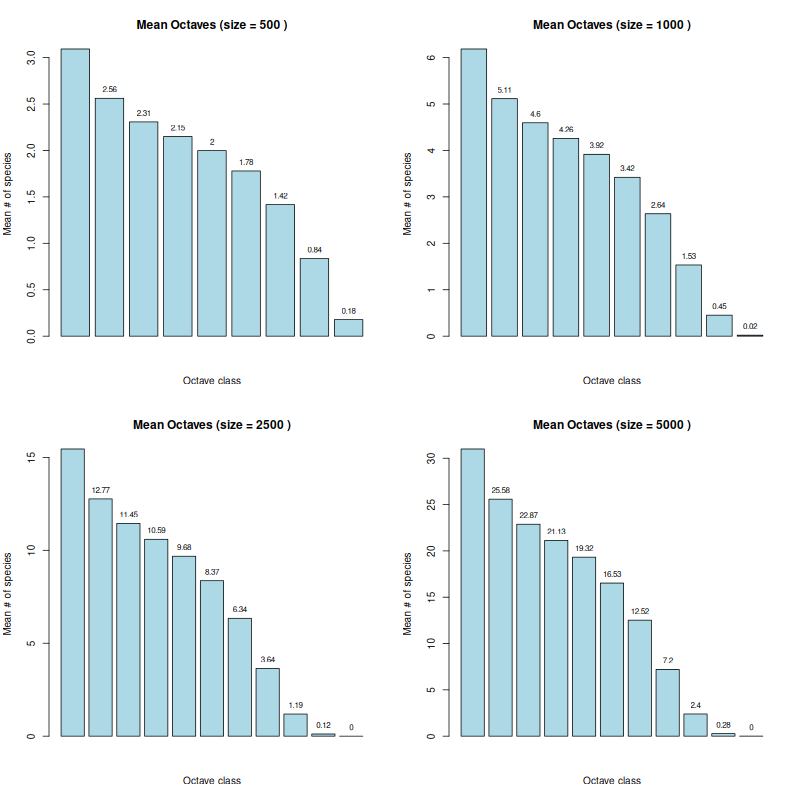 Mean Octaves (size = 500 )
Mean # of species
0.0 0.5 1.0 1.5 2.0 2.5 3.0
2.56 2.31 2.15 2 1.78 1.42 0.84 0.18
Octave class
Mean Octaves (size = 1000 )
Mean # of species
0 1 2 3 4 5 6
5.11 4.6 4.26 3.92 3.42 2.64 1.53 0.45 0.02
Octave class
Mean Octaves (size = 2500 )
Mean # of species
0 5 10 15
12.77 11.45 10.59 9.68 8.37 6.34 3.64 1.19 0.12 0
Octave class
Mean Octaves (size = 5000 )
Mean # of species
0 5 10 15 20 25 30
25.58 22.87 21.13 19.32 16.53 12.52 7.2 2.4 0.28 0
Octave class